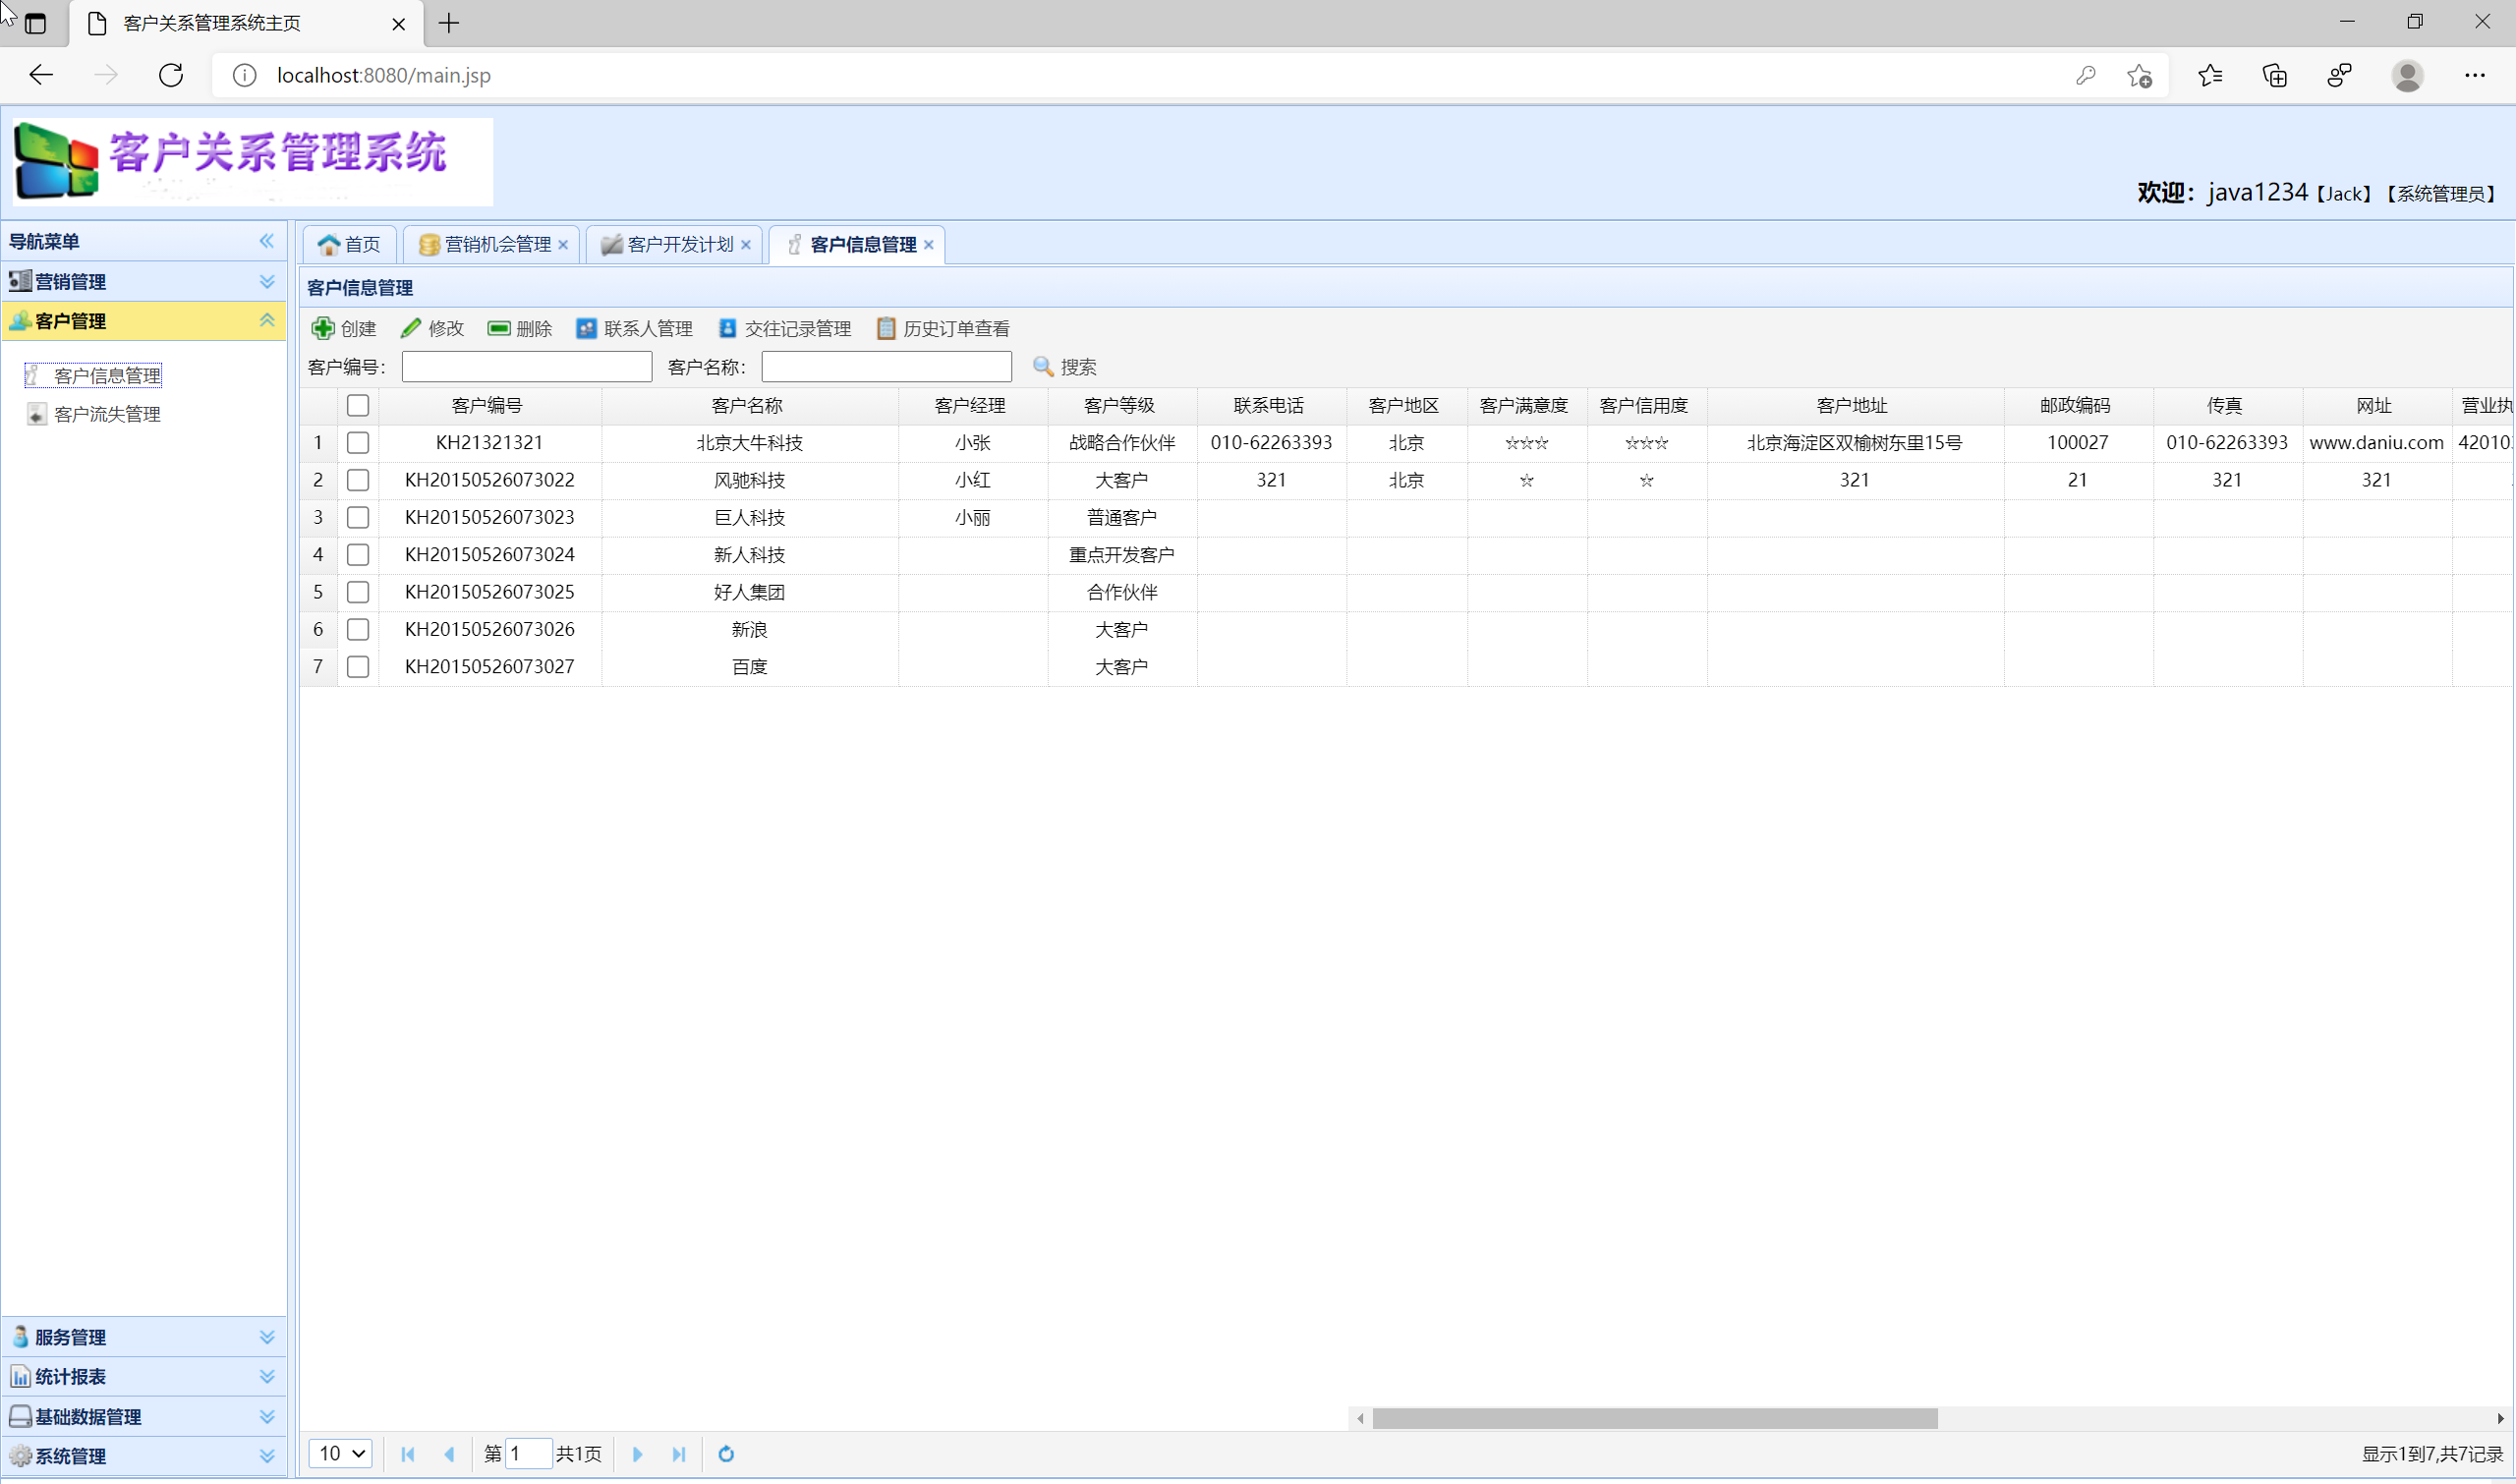 客户关系管理系统主页
localhost:8080/main.jsp
客户关系管理系统
欢迎：java1234【Jack】【系统管理员】
导航菜单
营销管理
客户管理
客户信息管理
客户流失管理
服务管理
统计报表
基础数据管理
系统管理
首页 营销机会管理 客户开发计划 客户信息管理
客户信息管理
创建 修改 删除 联系人管理 交往记录管理 历史订单查看
客户编号： 客户名称： 搜索
客户编号 客户名称 客户经理 客户等级 联系电话 客户地区 客户满意度 客户信用度 客户地址 邮政编码 传真 网址 营业执
1 KH21321321 北京大牛科技 小张 战略合作伙伴 010-62263393 北京 ☆☆☆ ☆☆☆ 北京海淀区双榆树东里15号 100027 010-62263393 www.daniu.com 42010
2 KH20150526073022 风驰科技 小红 大客户 321 北京 ☆ ☆ 321 21 321 321
3 KH20150526073023 巨人科技 小丽 普通客户
4 KH20150526073024 新人科技 重点开发客户
5 KH20150526073025 好人集团 合作伙伴
6 KH20150526073026 新浪 大客户
7 KH20150526073027 百度 大客户
10 第 1 共1页 显示1到7,共7记录